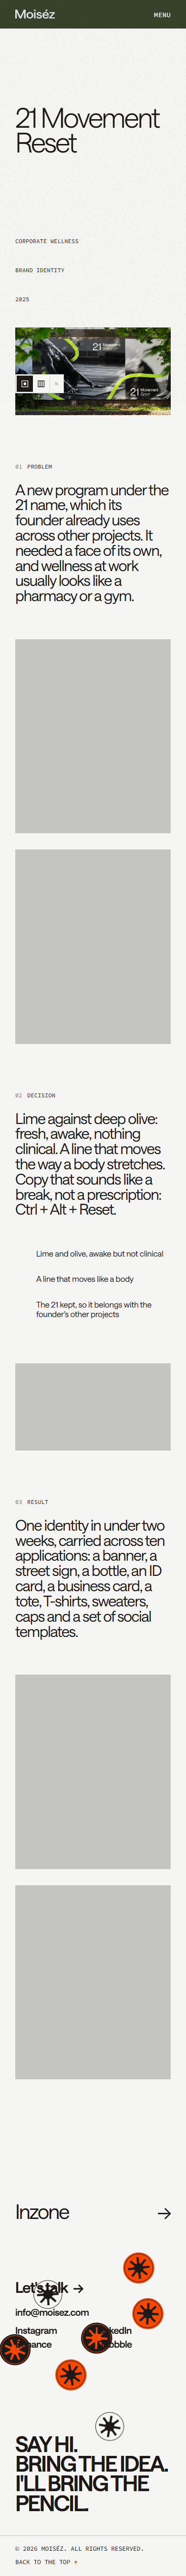 Moiséz
MENU
21 Movement
Reset
CORPORATE WELLNESS
BRAND IDENTITY
2025
21 Movement
21 Movement
01 PROBLEM
A new program under the
21 name, which its
founder already uses
across other projects. It
needed a face of its own,
and wellness at work
usually looks like a
pharmacy or a gym.
02 DECISION
Lime against deep olive:
fresh, awake, nothing
clinical. A line that moves
the way a body stretches.
Copy that sounds like a
break, not a prescription:
Ctrl + Alt + Reset.
Lime and olive, awake but not clinical
A line that moves like a body
The 21 kept, so it belongs with the
founder's other projects
03 RESULT
One identity in under two
weeks, carried across ten
applications: a banner, a
street sign, a bottle, an ID
card, a business card, a
tote, T-shirts, sweaters,
caps and a set of social
templates.
Inzone →
Let's talk →
info@moisez.com
Instagram
SAY HI.
BRING THE IDEA.
I'LL BRING THE
PENCIL.
© 2026 MOISÉZ. ALL RIGHTS RESERVED.
BACK TO THE TOP ↑